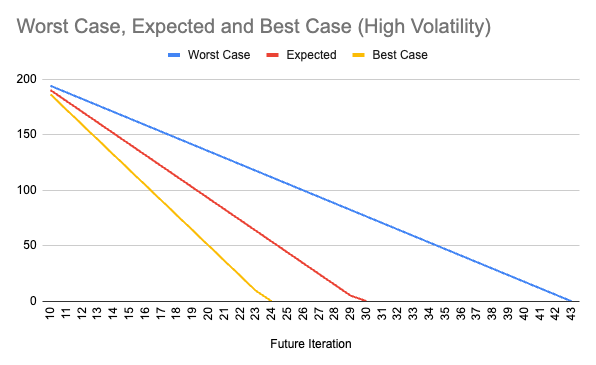 Worst Case, Expected and Best Case (High Volatility)
Worst Case Expected Best Case
200
150
100
50
0
10 11 12 13 14 15 16 17 18 19 20 21 22 23 24 25 26 27 28 29 30 31 32 33 34 35 36 37 38 39 40 41 42 43
Future Iteration